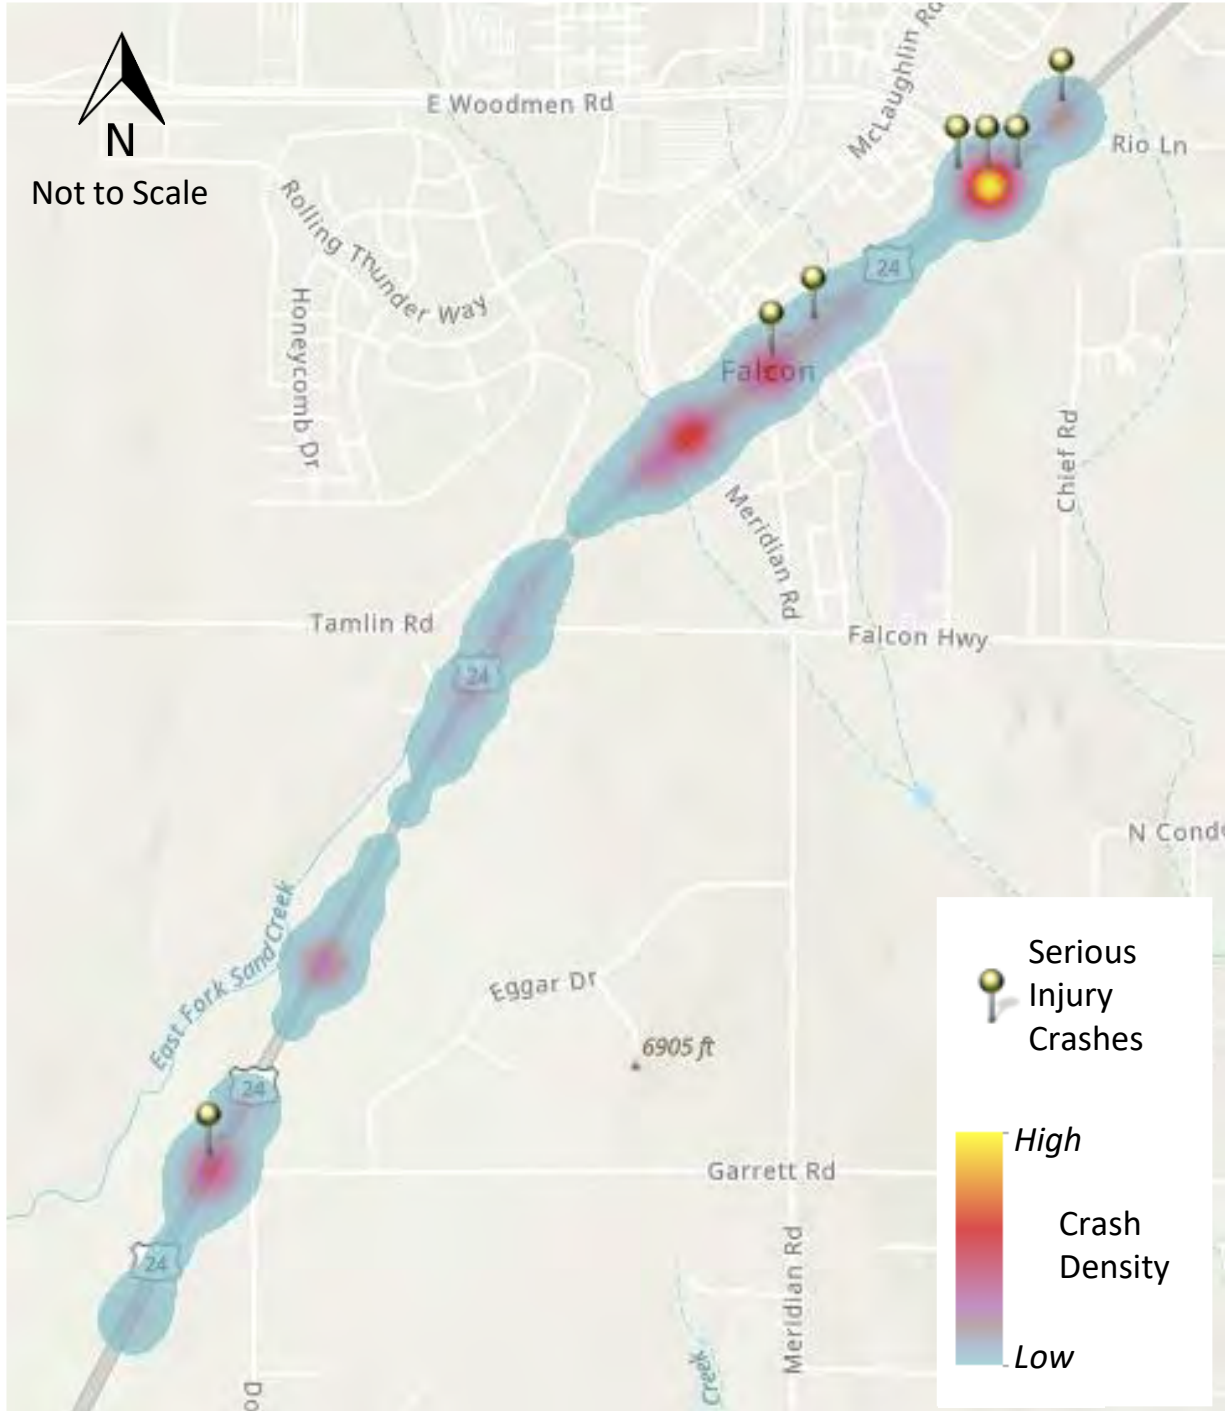 McLaughlin Rd
E Woodmen Rd
N
Rio Ln
Not to Scale
Rolling Thunder Way
24
Honeycomb Dr
Falcon
Chief Rd
Meridian Rd
Tamlin Rd
Falcon Hwy
24
N Cond
East Fork Sand Creek
Eggar Dr
6905 ft
24
Garrett Rd
24
Meridian Rd
Creek
Do
Serious
Injury
Crashes
High
Crash
Density
Low